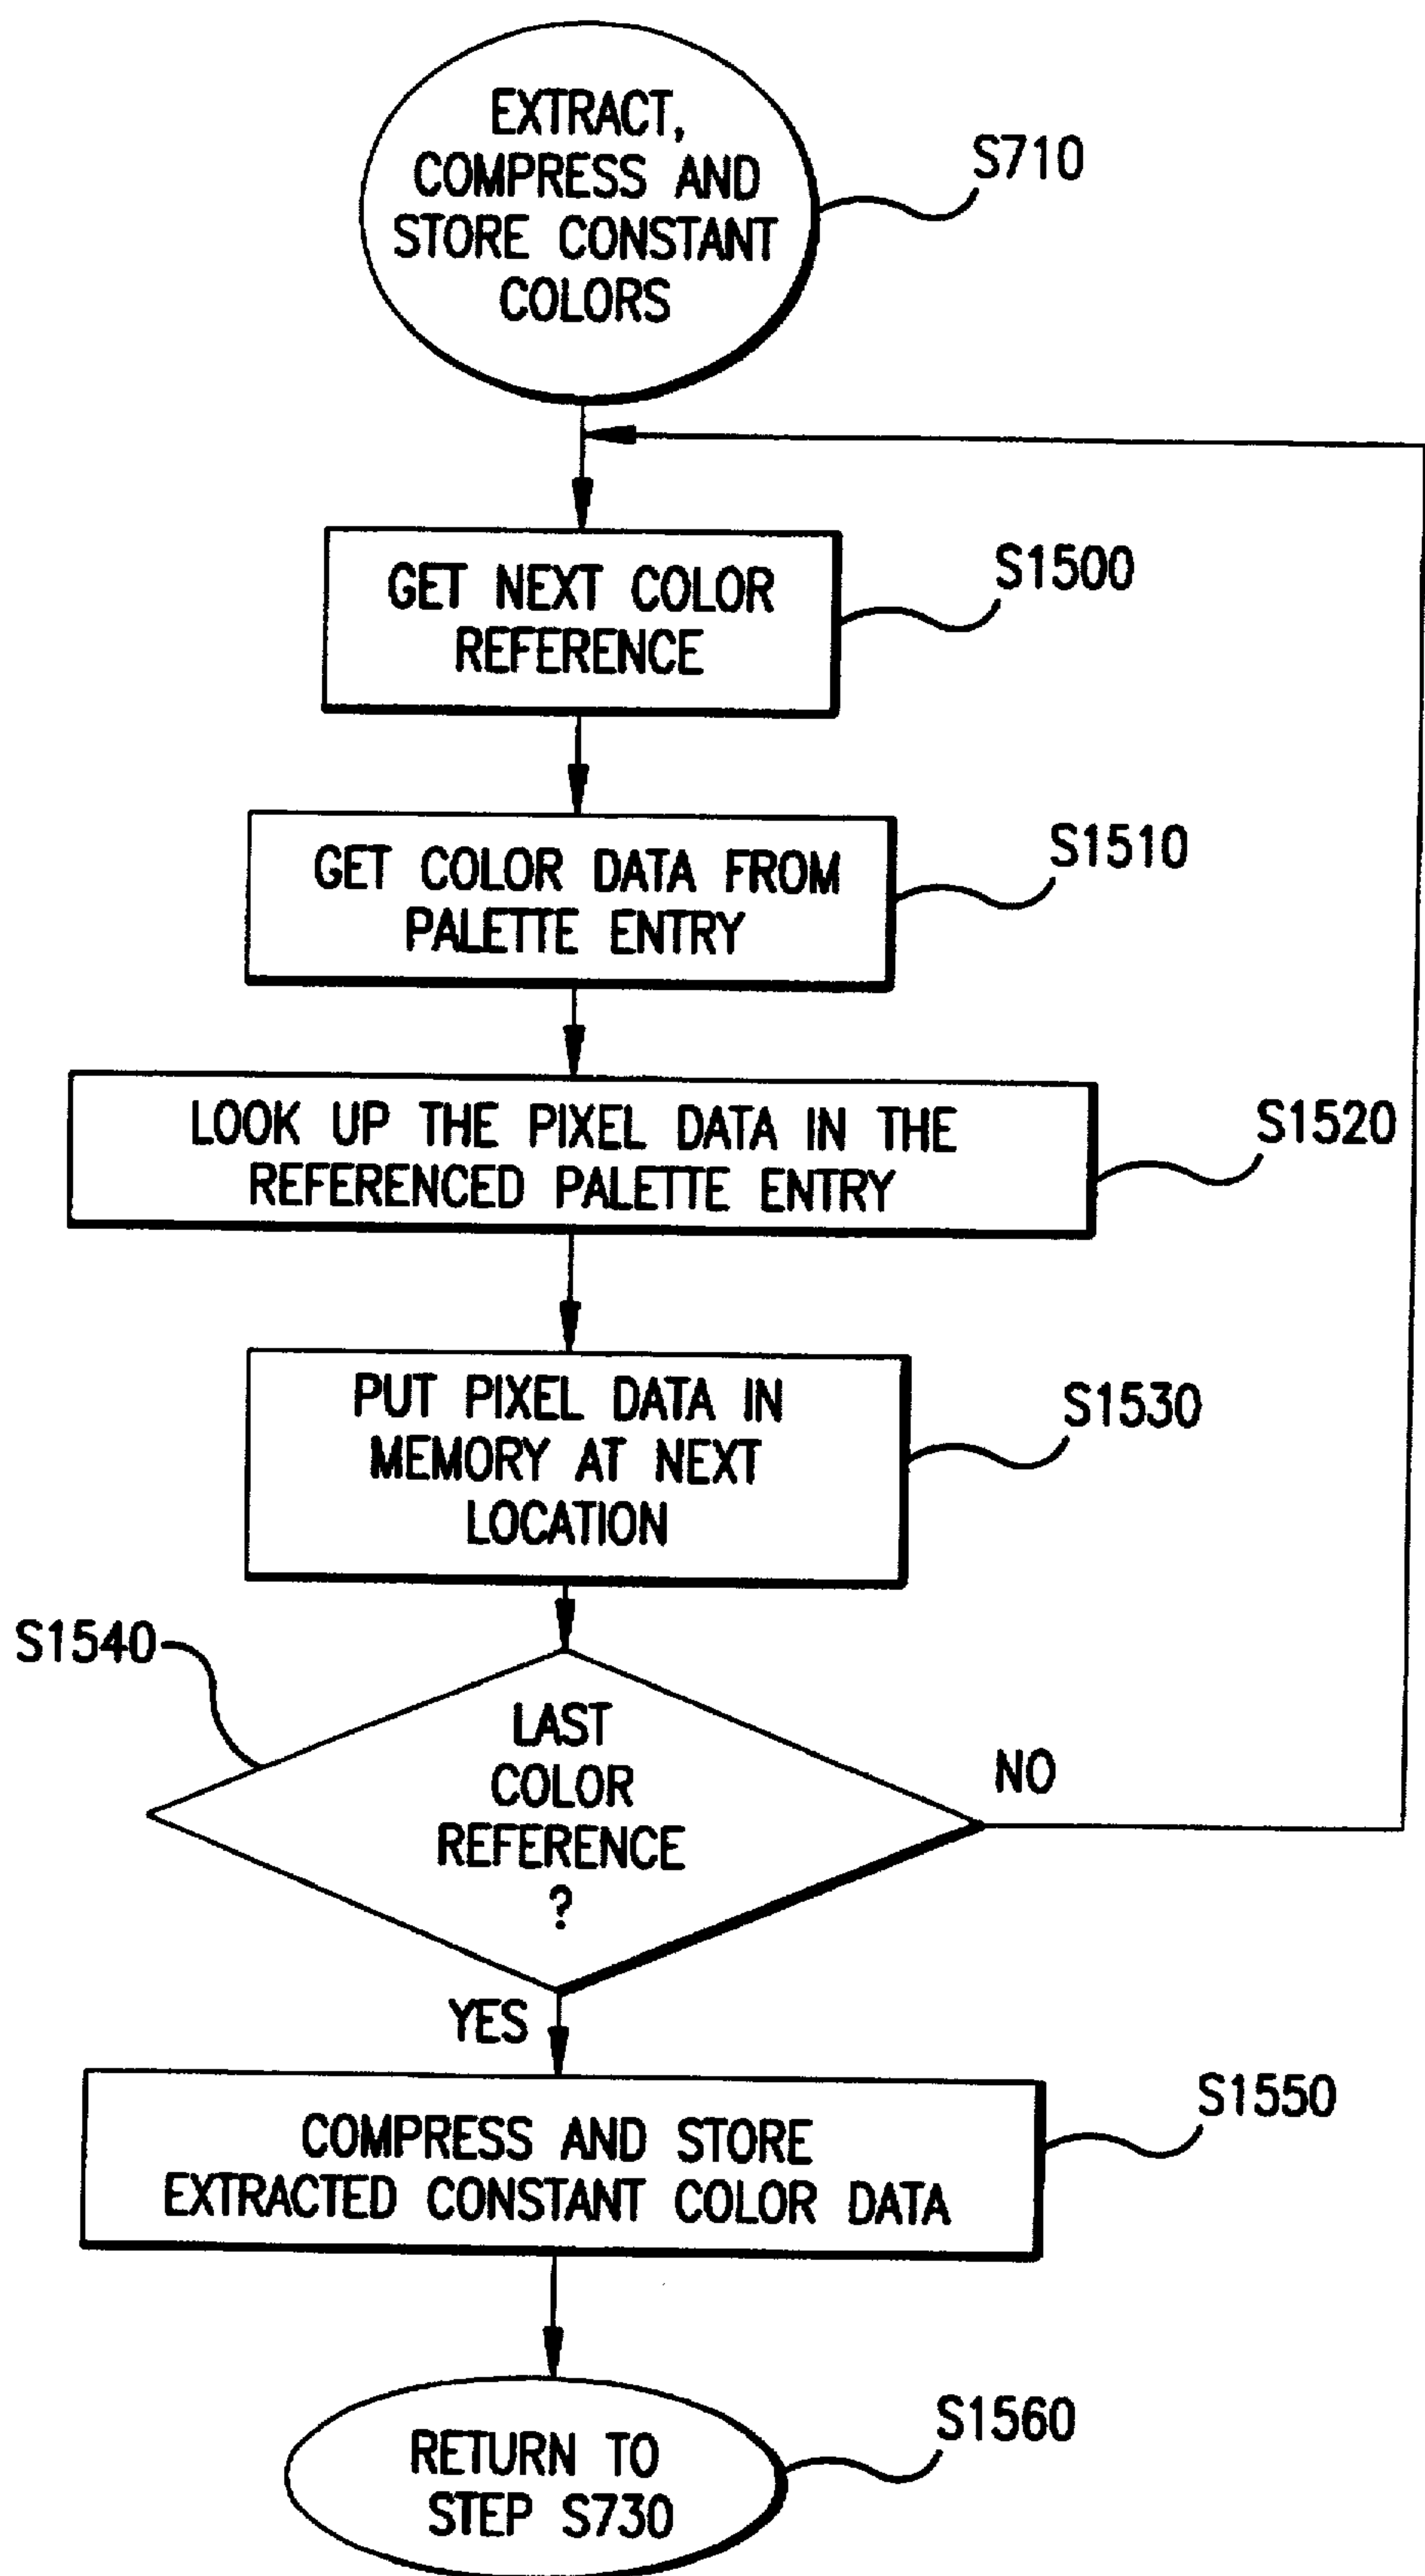 EXTRACT,
COMPRESS AND
STORE CONSTANT
COLORS
S710
GET NEXT COLOR
REFERENCE
S1500
GET COLOR DATA FROM
PALETTE ENTRY
S1510
LOOK UP THE PIXEL DATA IN THE
REFERENCED PALETTE ENTRY
S1520
PUT PIXEL DATA IN
MEMORY AT NEXT
LOCATION
S1530
S1540
LAST
COLOR
REFERENCE
?
NO
YES
COMPRESS AND STORE
EXTRACTED CONSTANT COLOR DATA
S1550
RETURN TO
STEP S730
S1560